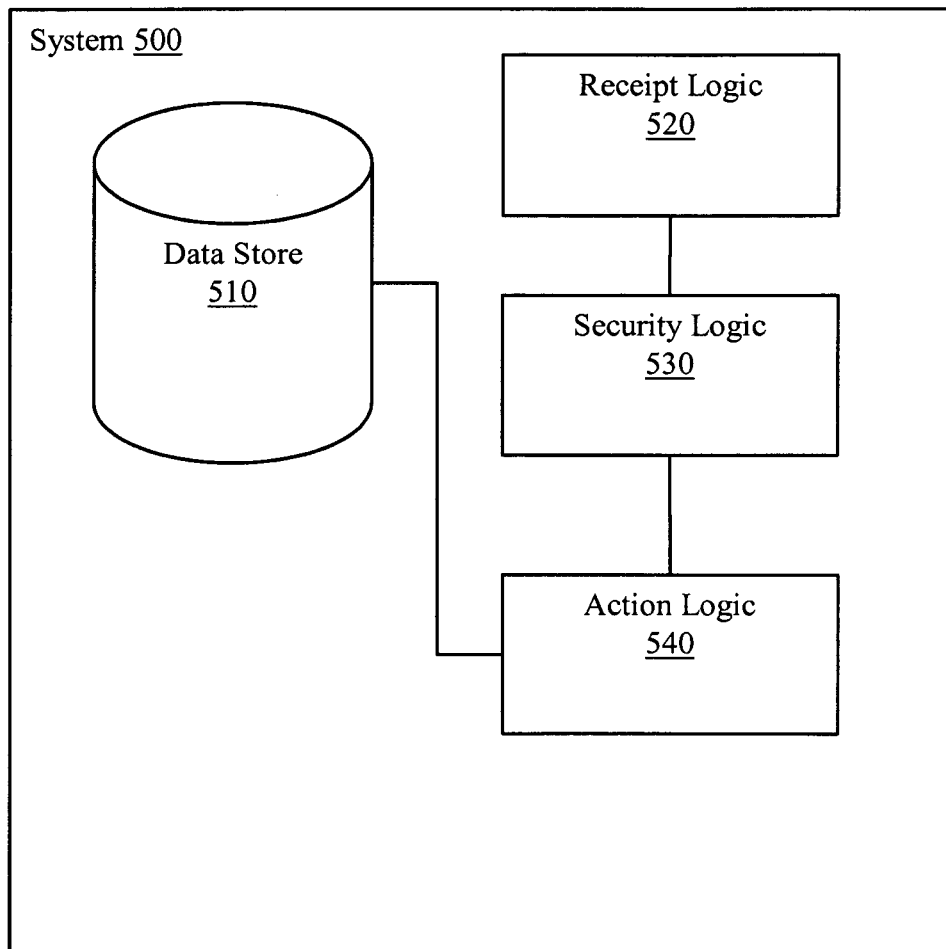 System 500
Receipt Logic
520
Data Store
510
Security Logic
530
Action Logic
540